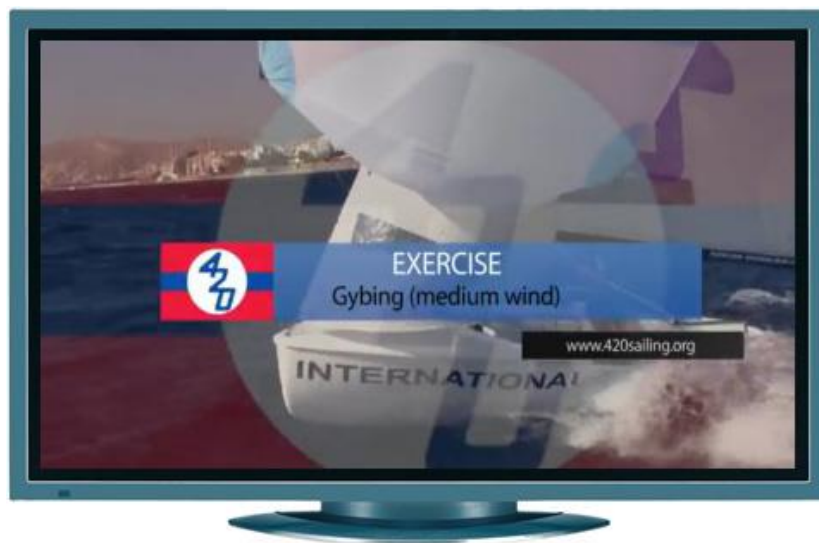 EXERCISE
420
Gybing (medium wind)
www.420sailing.org
INTERNATIONAL